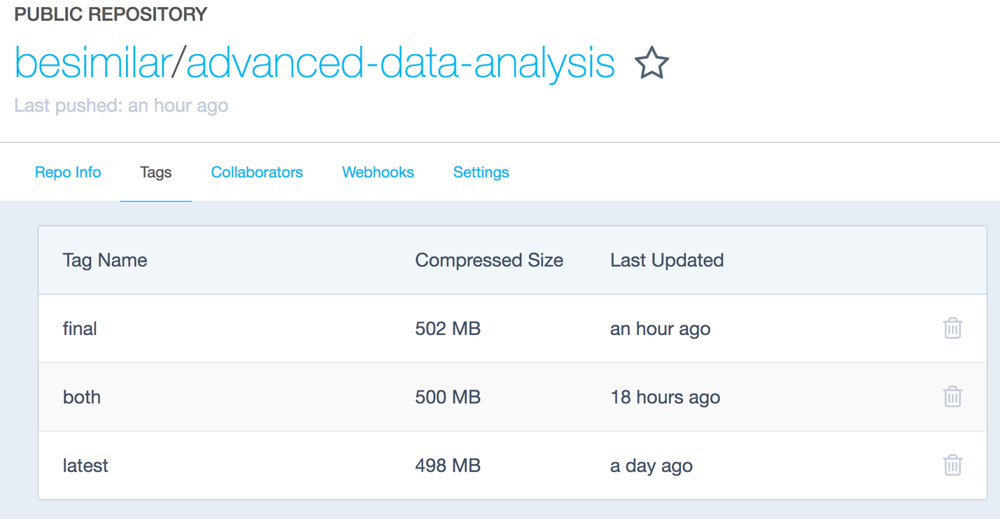 PUBLIC REPOSITORY
besimilar/advanced-data-analysis
Last pushed: an hour ago
Repo Info Tags Collaborators Webhooks Settings
Tag Name Compressed Size Last Updated
final 502 MB an hour ago
both 500 MB 18 hours ago
latest 498 MB a day ago